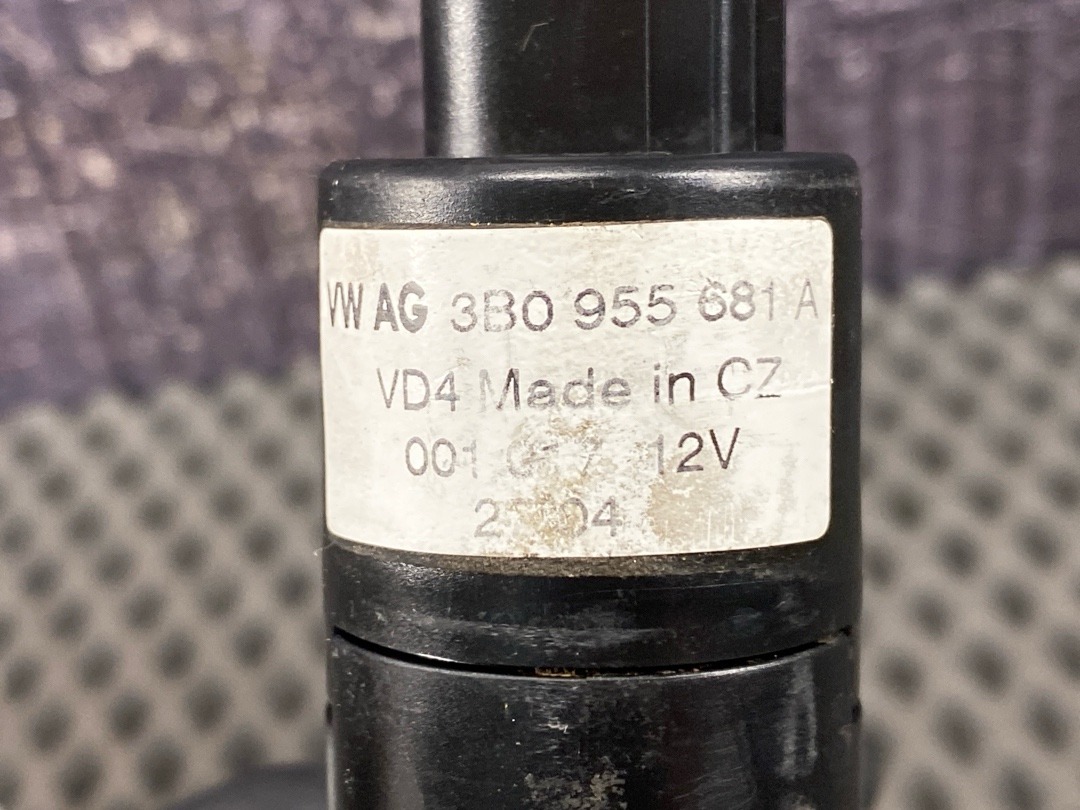 VW AG 3B0 955 681 A
VD4 Made in CZ
001 12V